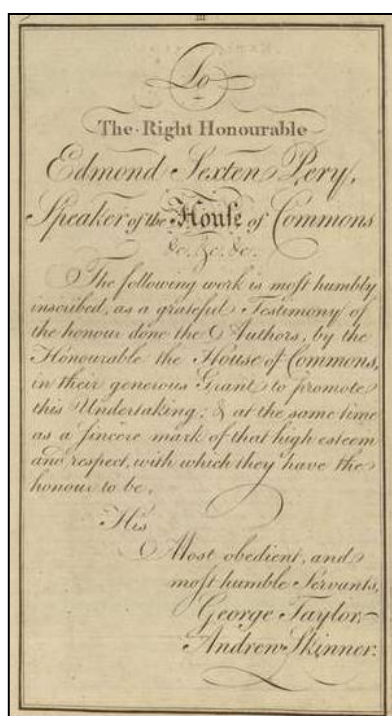 III
To
The Right Honourable
Edmond Sexten Pery,
Speaker of the Houſe of Commons
&c. &c. &c.
The following work is moſt humbly
inscribed, as a grateful Testimony of
the honour done the Authors, by the
Honourable the House of Commons,
in their generous Grant to promote
this Undertaking; & at the same time
as a ſincere mark of that high esteem
and respect, with which they have the
honour to be,
His
Most obedient, and
moſt humble Servants,
George Taylor.
Andrew Skinner.